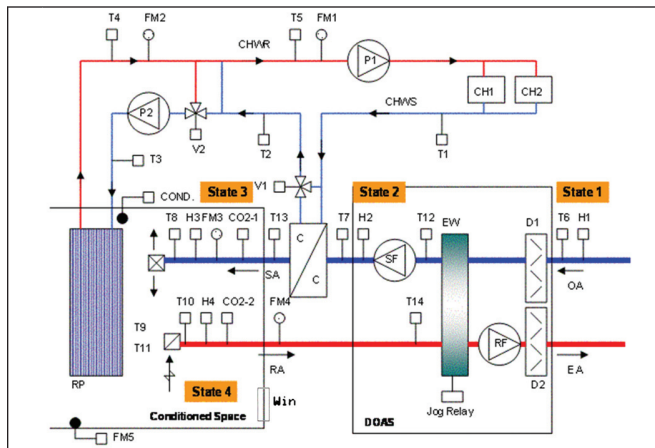 T4 FM2 T5 FM1
CHWR
P1
CH1 CH2
P2
CHWS
V2 T2 T1
T3
V1
COND.
State 3 State 2 State 1
T8 H3 FM3 CO2-1 T13 T7 H2 T12 EW D1 T6 H1
C
C
SF
SA OA
T10 H4 CO2-2 FM4 T14
T9
T11
RF
RP RA D2 EA
State 4
Win
Conditioned Space DOAS Jog Relay
FM5